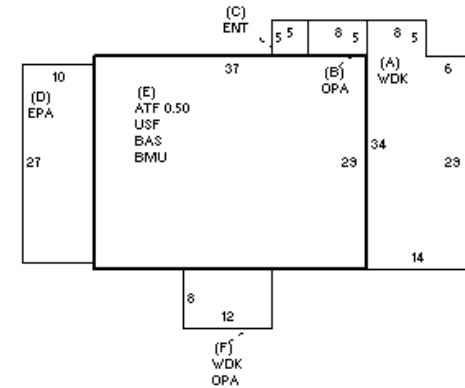 (C)
ENT
5 5 8 5 8 5
10 37 (B) (A) 6
OPA WDK
(D) (E)
EPA ATF 0.50
USF
BAS
BMU
34
27 29 29
14
8
12
(F)
WDK
OPA